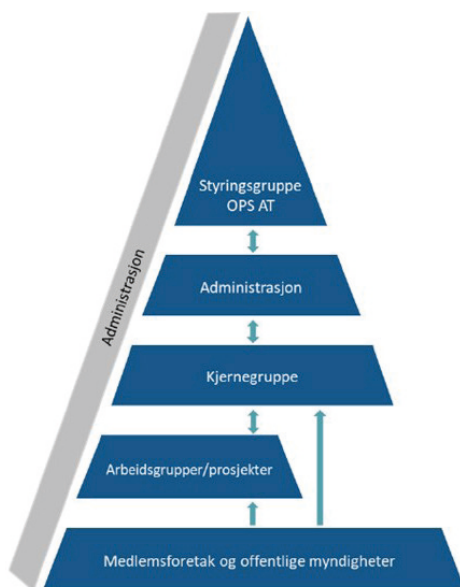 Styringsgruppe
OPS AT
Administrasjon
Administrasjon
Kjernegruppe
Arbeidsgrupper/prosjekter
Medlemsforetak og offentlige myndigheter